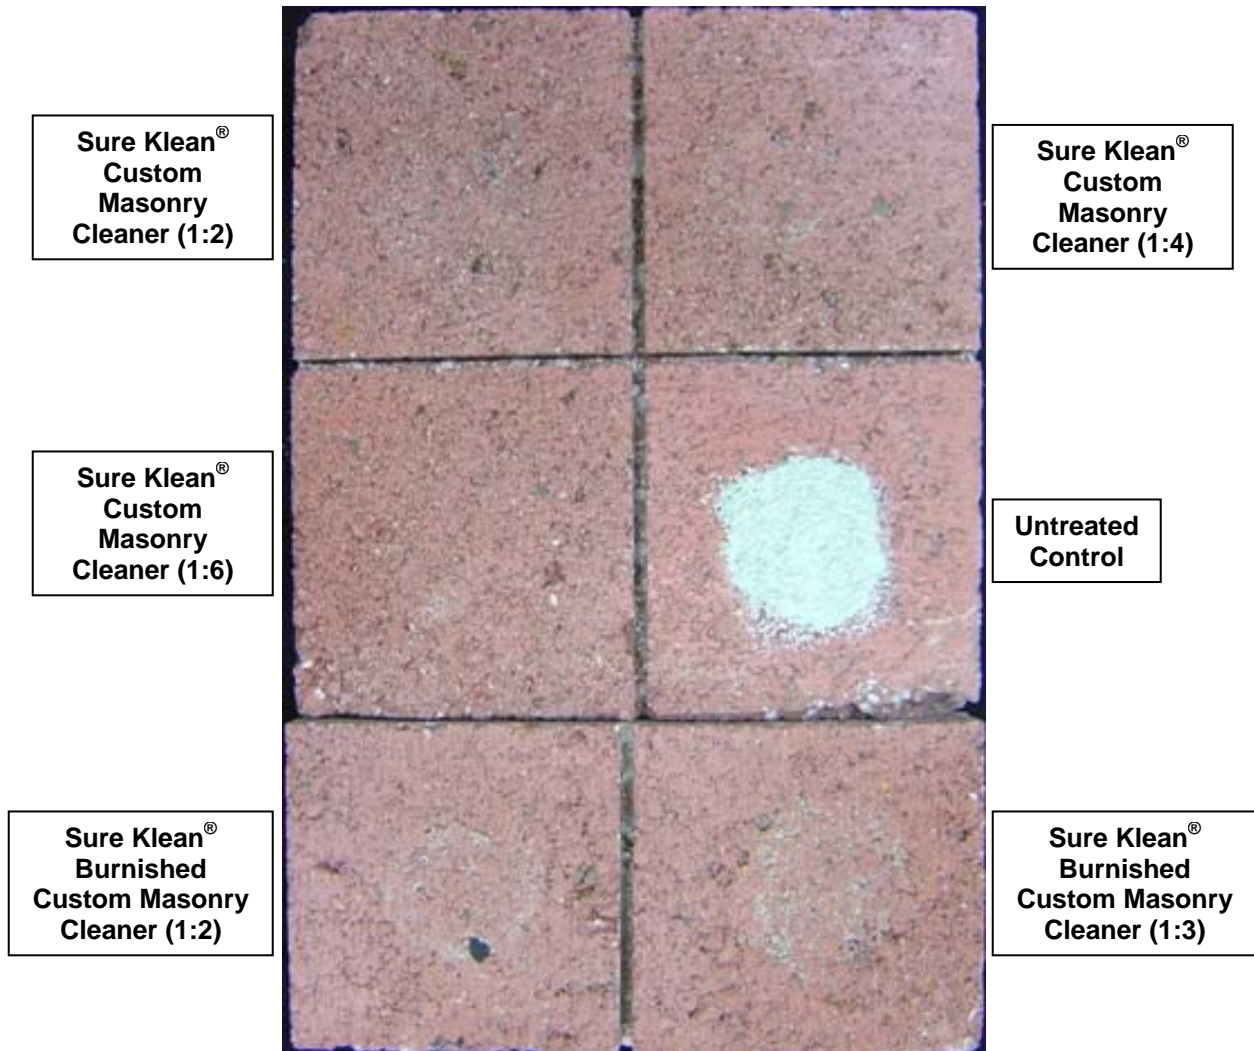 Sure Klean®
Custom
Masonry
Cleaner (1:2)
Sure Klean®
Custom
Masonry
Cleaner (1:4)
Sure Klean®
Custom
Masonry
Cleaner (1:6)
Untreated
Control
Sure Klean®
Burnished
Custom Masonry
Cleaner (1:2)
Sure Klean®
Burnished
Custom Masonry
Cleaner (1:3)